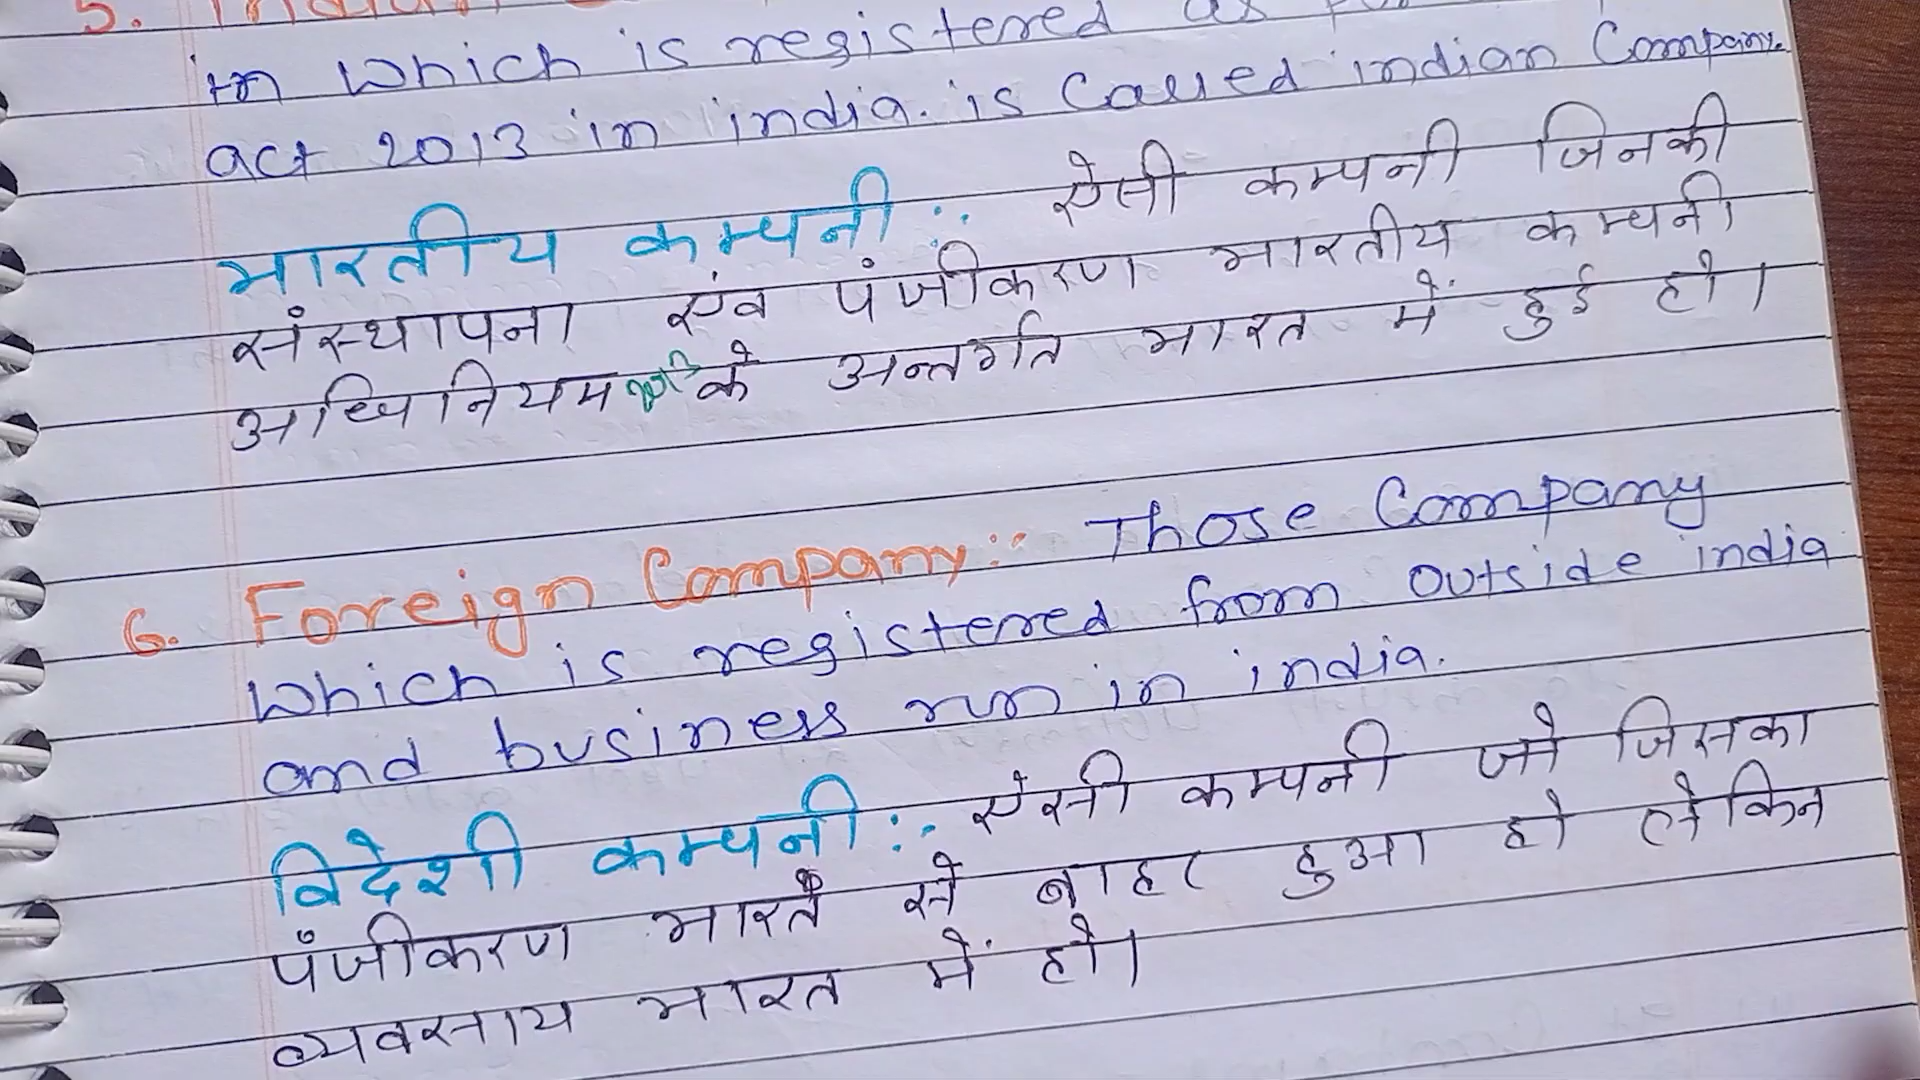 5. Indian
in which is registered as
act 2013 in india. is Called indian Company.
भारतीय कम्पनी :. ऐसी कम्पनी जिनकी
संस्थापना एंव पंजीकरण भारतीय कम्पनी
अधिनियम के अन्तर्गत भारत में हुई हो।
6. Foreign Company :. Those Company
which is registered from outside india
and business run in india.
विदेशी कम्पनी :. ऐसी कम्पनी जो जिसका
पंजीकरण भारत से बाहर हुआ हो लेकिन
व्यवसाय भारत में हो।